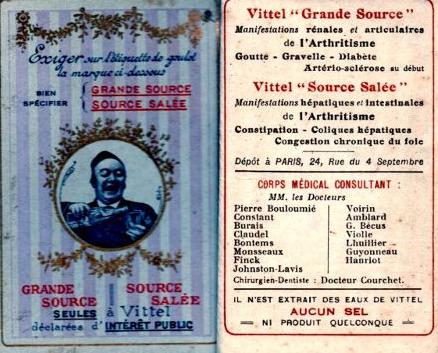 Exiger sur l'étiquette de goulot
la marque ci-dessous
BIEN
SPÉCIFIER
GRANDE SOURCE
SOURCE SALÉE
GRANDE
SOURCE
SOURCE
SALÉE
SEULES à Vittel
déclarées d'INTÉRÊT PUBLIC
Vittel "Grande Source"
Manifestations rénales et articulaires
de l'Arthritisme
Goutte - Gravelle - Diabète
Artério-sclérose au début
Vittel "Source Salée"
Manifestations hépatiques et intestinales
de l'Arthritisme
Constipation - Coliques hépatiques
Congestion chronique du foie
Dépôt à PARIS, 24, Rue du 4 Septembre
CORPS MÉDICAL CONSULTANT :
MM. les Docteurs
Pierre Bouloumié
Constant
Burais
Claudel
Bontems
Monsseaux
Finck
Johnston-Lavis
Voirin
Amblard
G. Bécus
Violle
Lhuillier
Guyonneau
Hanriot
Chirurgien-Dentiste : Docteur Courchet.
IL N'EST EXTRAIT DES EAUX DE VITTEL
AUCUN SEL
NI PRODUIT QUELCONQUE